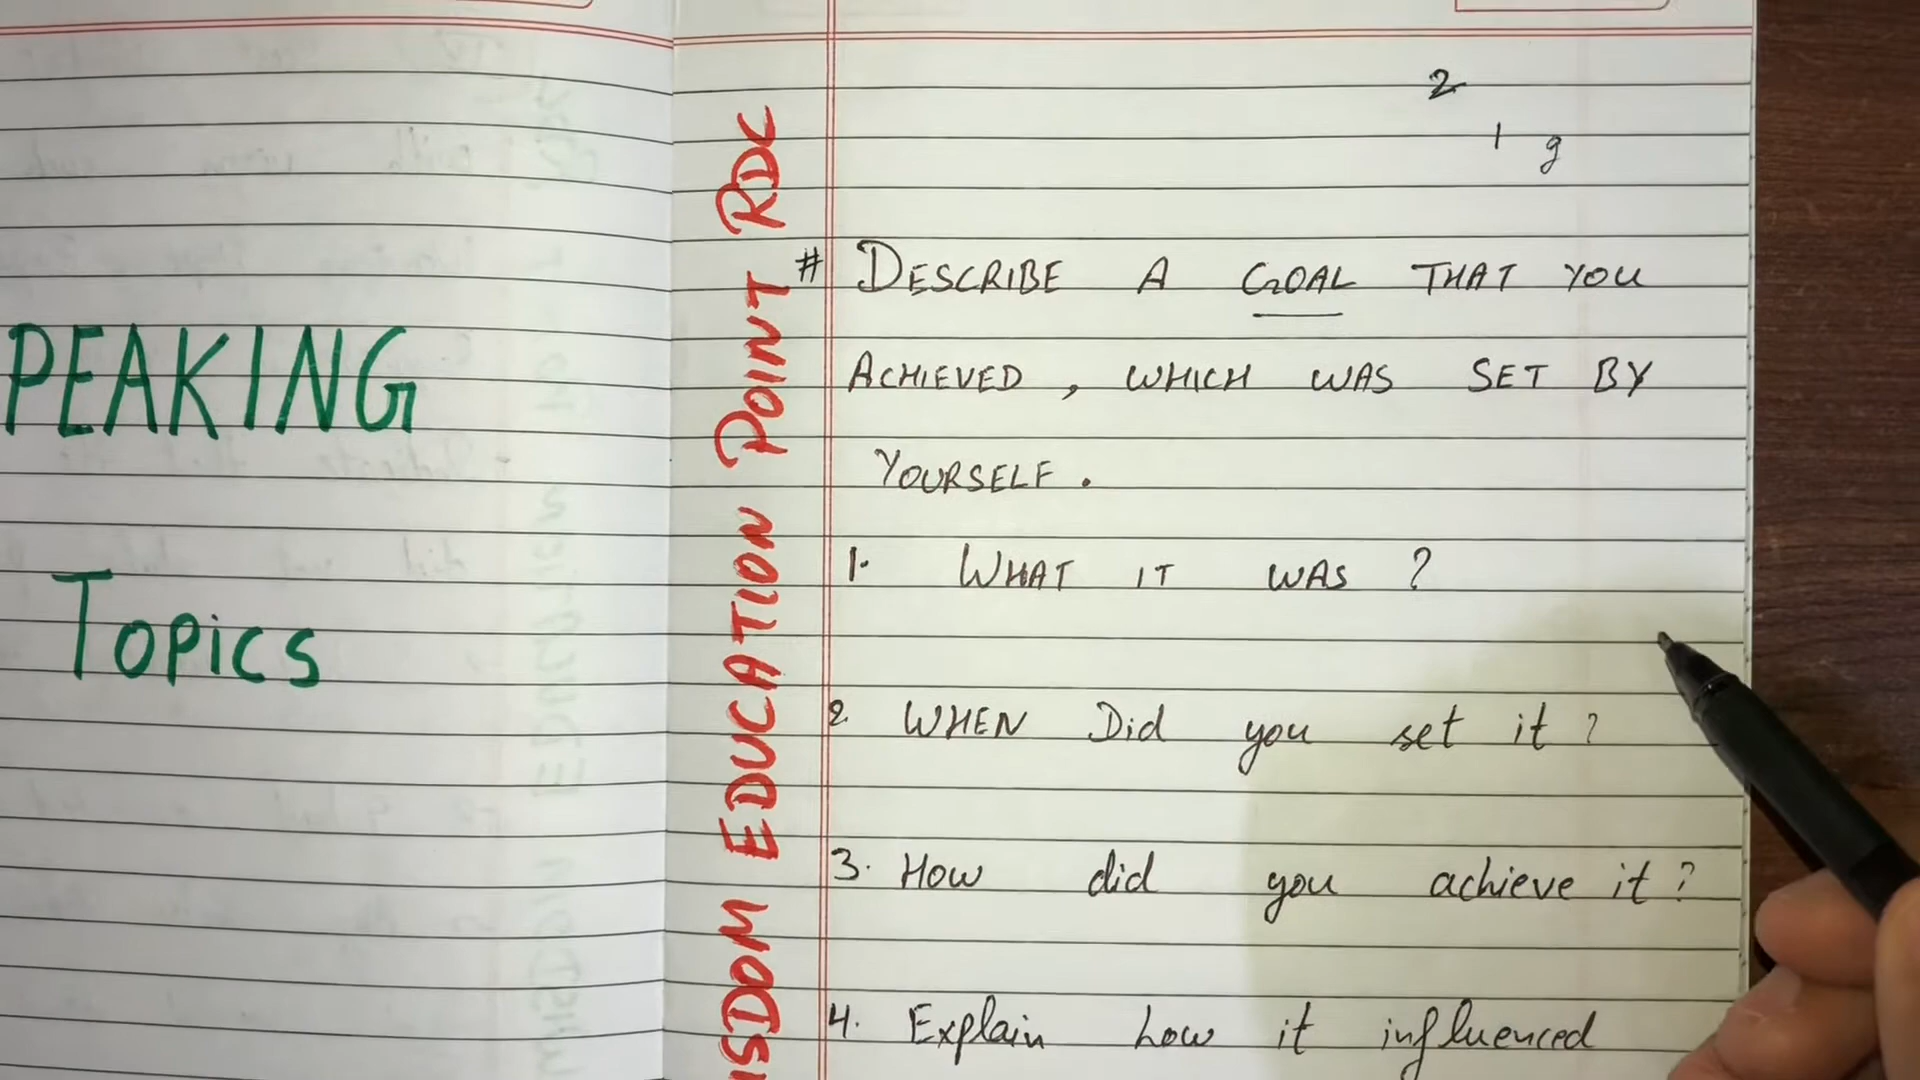 PEAKING
Topics
ISDOM EDUCATION POINT RDC
2
1 g
# DESCRIBE A GOAL THAT YOU
ACHIEVED, WHICH WAS SET BY
YOURSELF.
1. WHAT IT WAS?
2. WHEN Did you set it?
3. How did you achieve it?
4. Explain how it influenced